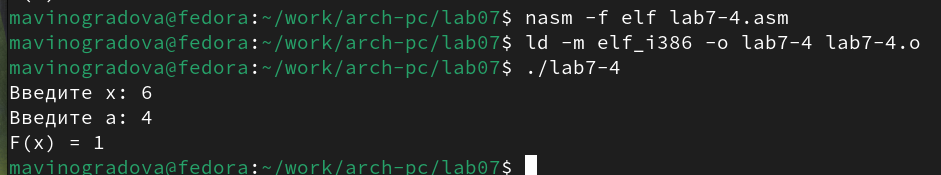 mavinogradova@fedora:~/work/arch-pc/lab07$ nasm -f elf lab7-4.asm
mavinogradova@fedora:~/work/arch-pc/lab07$ ld -m elf_i386 -o lab7-4 lab7-4.o
mavinogradova@fedora:~/work/arch-pc/lab07$ ./lab7-4
Введите x: 6
Введите a: 4
F(x) = 1
mavinogradova@fedora:~/work/arch-pc/lab07$